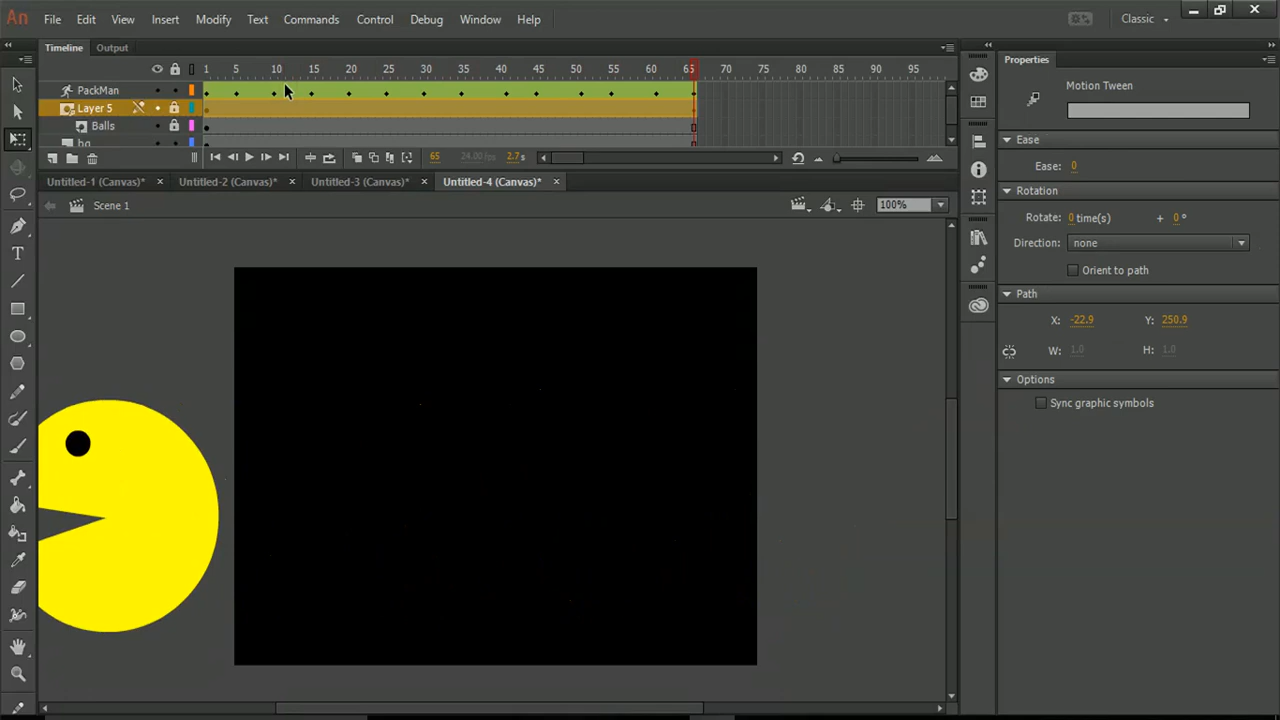 An File Edit View Insert Modify Text Commands Control Debug Window Help Classic
Timeline Output
1 5 10 15 20 25 30 35 40 45 50 55 60 65 70 75 80 85 90 95
PackMan
Layer 5
Balls
bg
65 24.00 fps 2.7 s
Untitled-1 (Canvas)* Untitled-2 (Canvas)* Untitled-3 (Canvas)* Untitled-4 (Canvas)*
Scene 1 100%
Properties
Motion Tween
Ease
Ease: 0
Rotation
Rotate: 0 time(s) + 0 °
Direction: none
Orient to path
Path
X: -22.9 Y: 250.9
W: 1.0 H: 1.0
Options
Sync graphic symbols